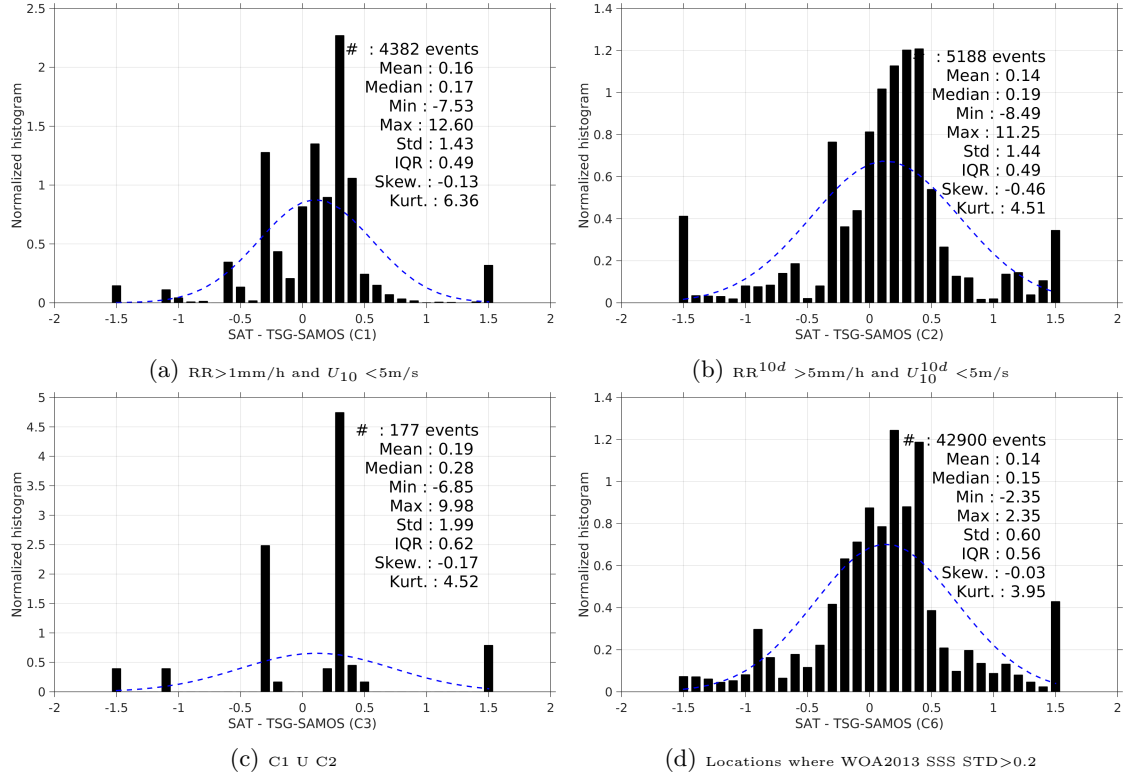 Normalized histogram
2.5
2
1.5
1
0.5
0
-2
-1.5
-1
-0.5
0
0.5
1
1.5
2
SAT - TSG-SAMOS (C1)
# : 4382 events
Mean : 0.16
Median : 0.17
Min : -7.53
Max : 12.60
Std : 1.43
IQR : 0.49
Skew. : -0.13
Kurt. : 6.36
(a) RR>1mm/h and U10 <5m/s
Normalized histogram
1.4
1.2
1
0.8
0.6
0.4
0.2
0
-2
-1.5
-1
-0.5
0
0.5
1
1.5
2
SAT - TSG-SAMOS (C2)
: 5188 events
Mean : 0.14
Median : 0.19
Min : -8.49
Max : 11.25
Std : 1.44
IQR : 0.49
Skew. : -0.46
Kurt. : 4.51
(b) RR10d >5mm/h and U10d10 <5m/s
Normalized histogram
5
4.5
4
3.5
3
2.5
2
1.5
1
0.5
0
-2
-1.5
-1
-0.5
0
0.5
1
1.5
2
SAT - TSG-SAMOS (C3)
# : 177 events
Mean : 0.19
Median : 0.28
Min : -6.85
Max : 9.98
Std : 1.99
IQR : 0.62
Skew. : -0.17
Kurt. : 4.52
(c) C1 U C2
Normalized histogram
1.4
1.2
1
0.8
0.6
0.4
0.2
0
-2
-1.5
-1
-0.5
0
0.5
1
1.5
2
SAT - TSG-SAMOS (C6)
# : 42900 events
Mean : 0.14
Median : 0.15
Min : -2.35
Max : 2.35
Std : 0.60
IQR : 0.56
Skew. : -0.03
Kurt. : 3.95
(d) Locations where WOA2013 SSS STD>0.2